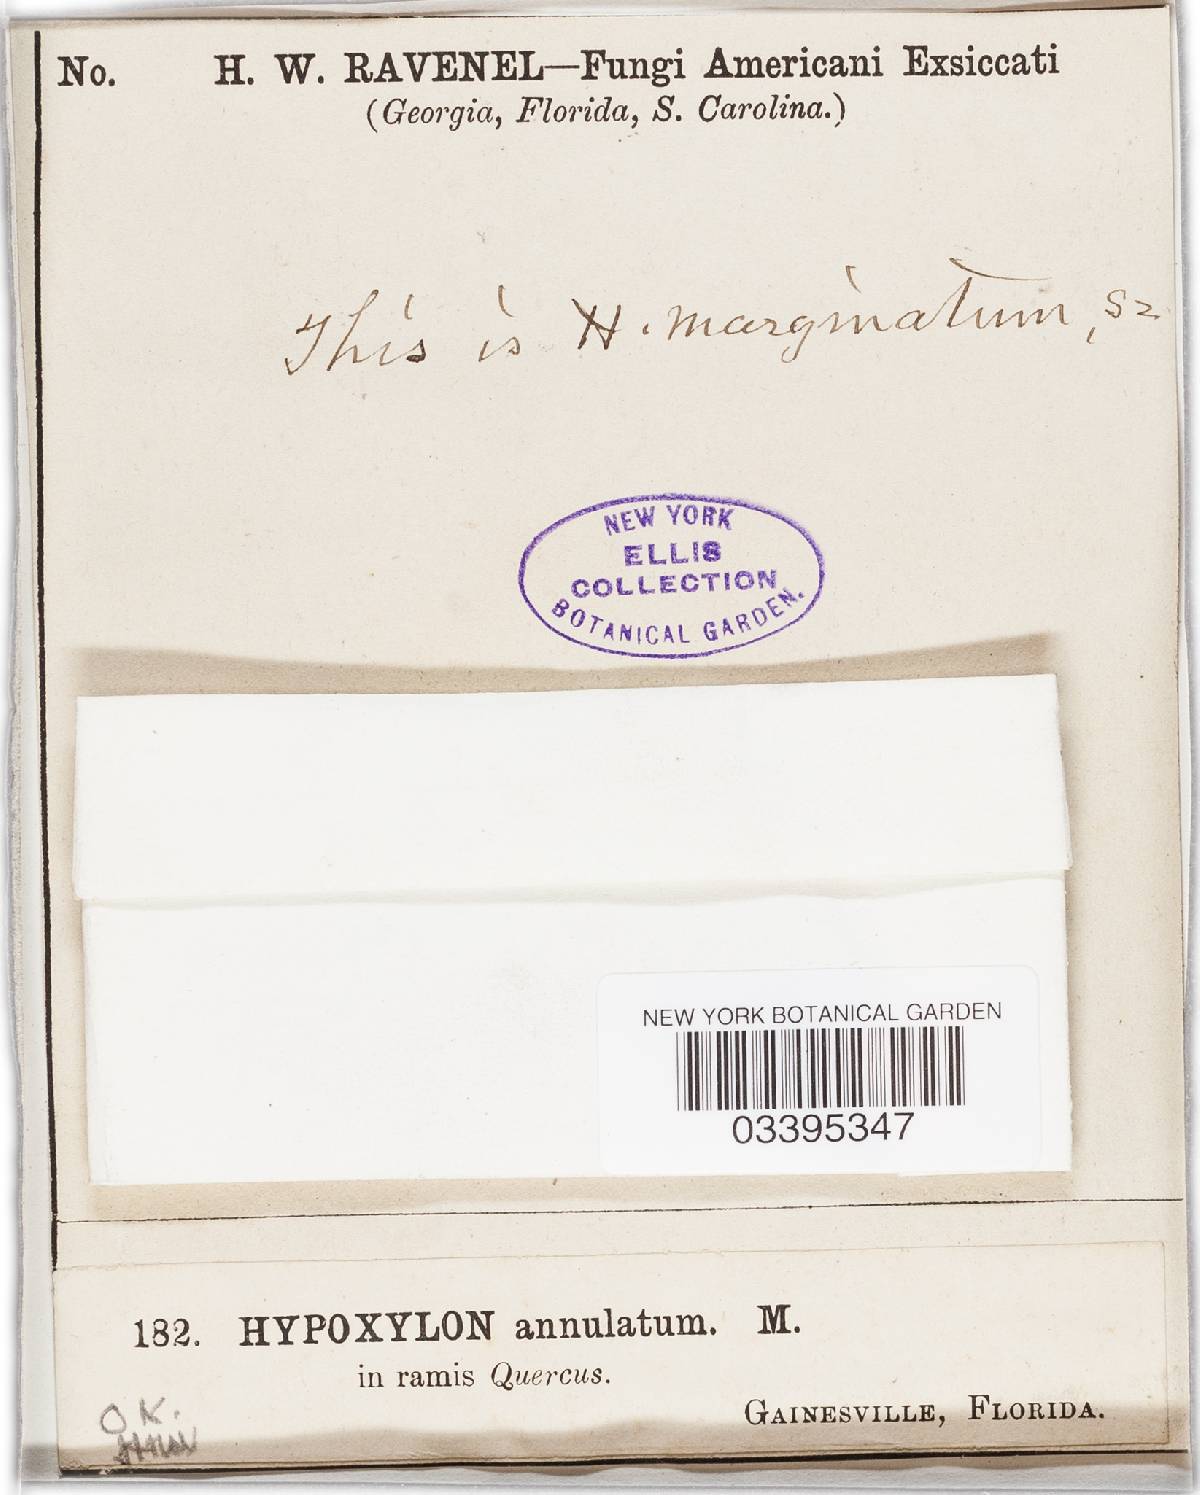 No. H. W. RAVENEL—Fungi Americani Exsiccati
(Georgia, Florida, S. Carolina.)
This is H. marginatum, Sz
NEW YORK
ELLIS
COLLECTION
BOTANICAL GARDEN.
NEW YORK BOTANICAL GARDEN
03395347
182. HYPOXYLON annulatum. M.
in ramis Quercus.
GAINESVILLE, FLORIDA.
O K.